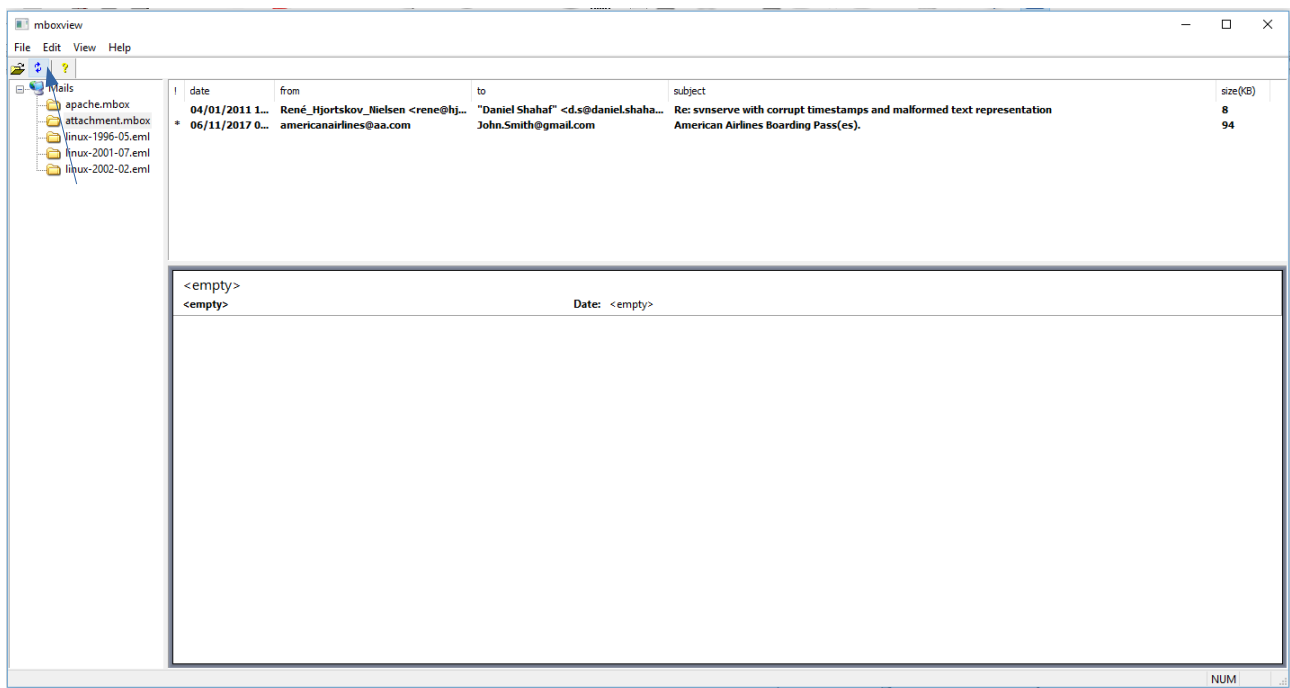 mboxview
File Edit View Help
?
Mails
apache.mbox
attachment.mbox
linux-1996-05.eml
linux-2001-07.eml
linux-2002-02.eml
! date from to subject size(KB)
04/01/2011 1... René_Hjortskov_Nielsen <rene@hj... "Daniel Shahaf" <d.s@daniel.shaha... Re: svnserve with corrupt timestamps and malformed text representation 8
* 06/11/2017 0... americanairlines@aa.com John.Smith@gmail.com American Airlines Boarding Pass(es). 94
<empty>
<empty> Date: <empty>
NUM